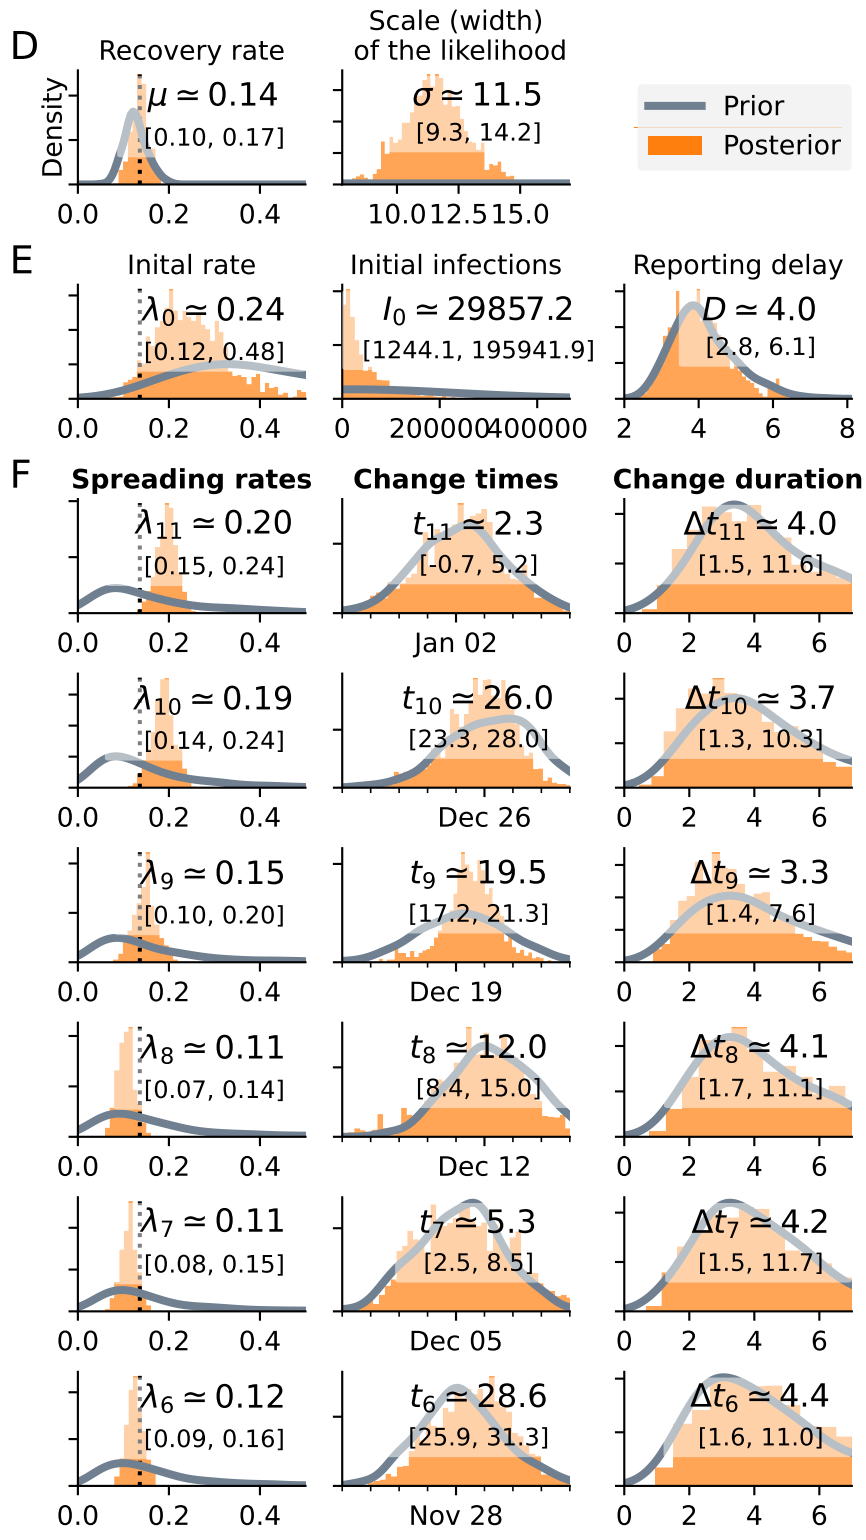 D
Recovery rate
Scale (width)
of the likelihood
Density
μ ≃ 0.14
[0.10, 0.17]
0.0 0.2 0.4
σ ≃ 11.5
[9.3, 14.2]
10.0 12.5 15.0
Prior
Posterior
E
Inital rate
Initial infections
Reporting delay
λ0 ≃ 0.24
[0.12, 0.48]
0.0 0.2 0.4
I0 ≃ 29857.2
[1244.1, 195941.9]
0 200000 400000
D ≃ 4.0
[2.8, 6.1]
2 4 6 8
F
Spreading rates
Change times
Change duration
λ11 ≃ 0.20
[0.15, 0.24]
0.0 0.2 0.4
t11 ≃ 2.3
[-0.7, 5.2]
Jan 02
Δt11 ≃ 4.0
[1.5, 11.6]
0 2 4 6
λ10 ≃ 0.19
[0.14, 0.24]
0.0 0.2 0.4
t10 ≃ 26.0
[23.3, 28.0]
Dec 26
Δt10 ≃ 3.7
[1.3, 10.3]
0 2 4 6
λ9 ≃ 0.15
[0.10, 0.20]
0.0 0.2 0.4
t9 ≃ 19.5
[17.2, 21.3]
Dec 19
Δt9 ≃ 3.3
[1.4, 7.6]
0 2 4 6
λ8 ≃ 0.11
[0.07, 0.14]
0.0 0.2 0.4
t8 ≃ 12.0
[8.4, 15.0]
Dec 12
Δt8 ≃ 4.1
[1.7, 11.1]
0 2 4 6
λ7 ≃ 0.11
[0.08, 0.15]
0.0 0.2 0.4
t7 ≃ 5.3
[2.5, 8.5]
Dec 05
Δt7 ≃ 4.2
[1.5, 11.7]
0 2 4 6
λ6 ≃ 0.12
[0.09, 0.16]
0.0 0.2 0.4
t6 ≃ 28.6
[25.9, 31.3]
Nov 28
Δt6 ≃ 4.4
[1.6, 11.0]
0 2 4 6